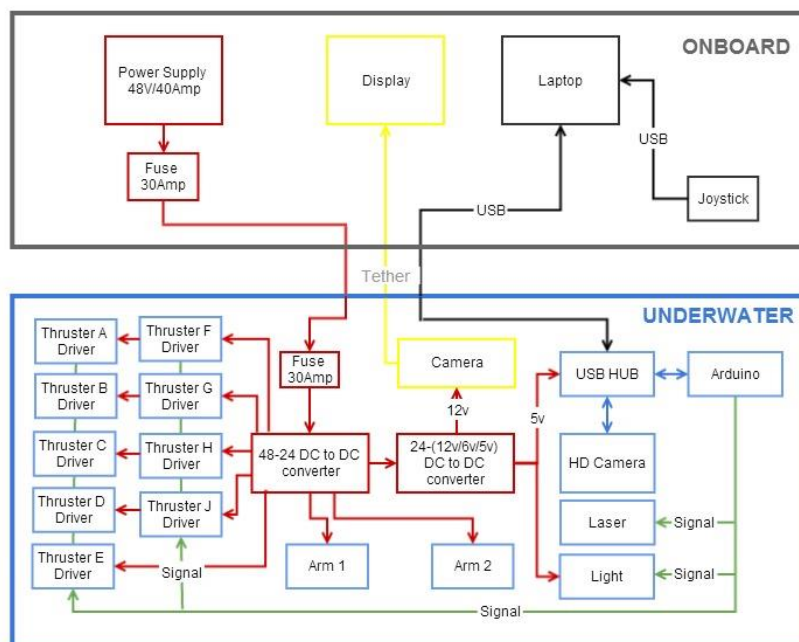 ONBOARD
Power Supply
48V/40Amp
Display
Laptop
Fuse
30Amp
USB
Joystick
USB
Tether
UNDERWATER
Thruster A
Driver
Thruster F
Driver
Fuse
30Amp
Camera
USB HUB
Arduino
Thruster B
Driver
Thruster G
Driver
12v
5v
Thruster C
Driver
Thruster H
Driver
48-24 DC to DC
converter
24-(12v/6v/5v)
DC to DC
converter
HD Camera
Thruster D
Driver
Thruster J
Driver
Laser
Signal
Thruster E
Driver
Signal
Arm 1
Arm 2
Light
Signal
Signal